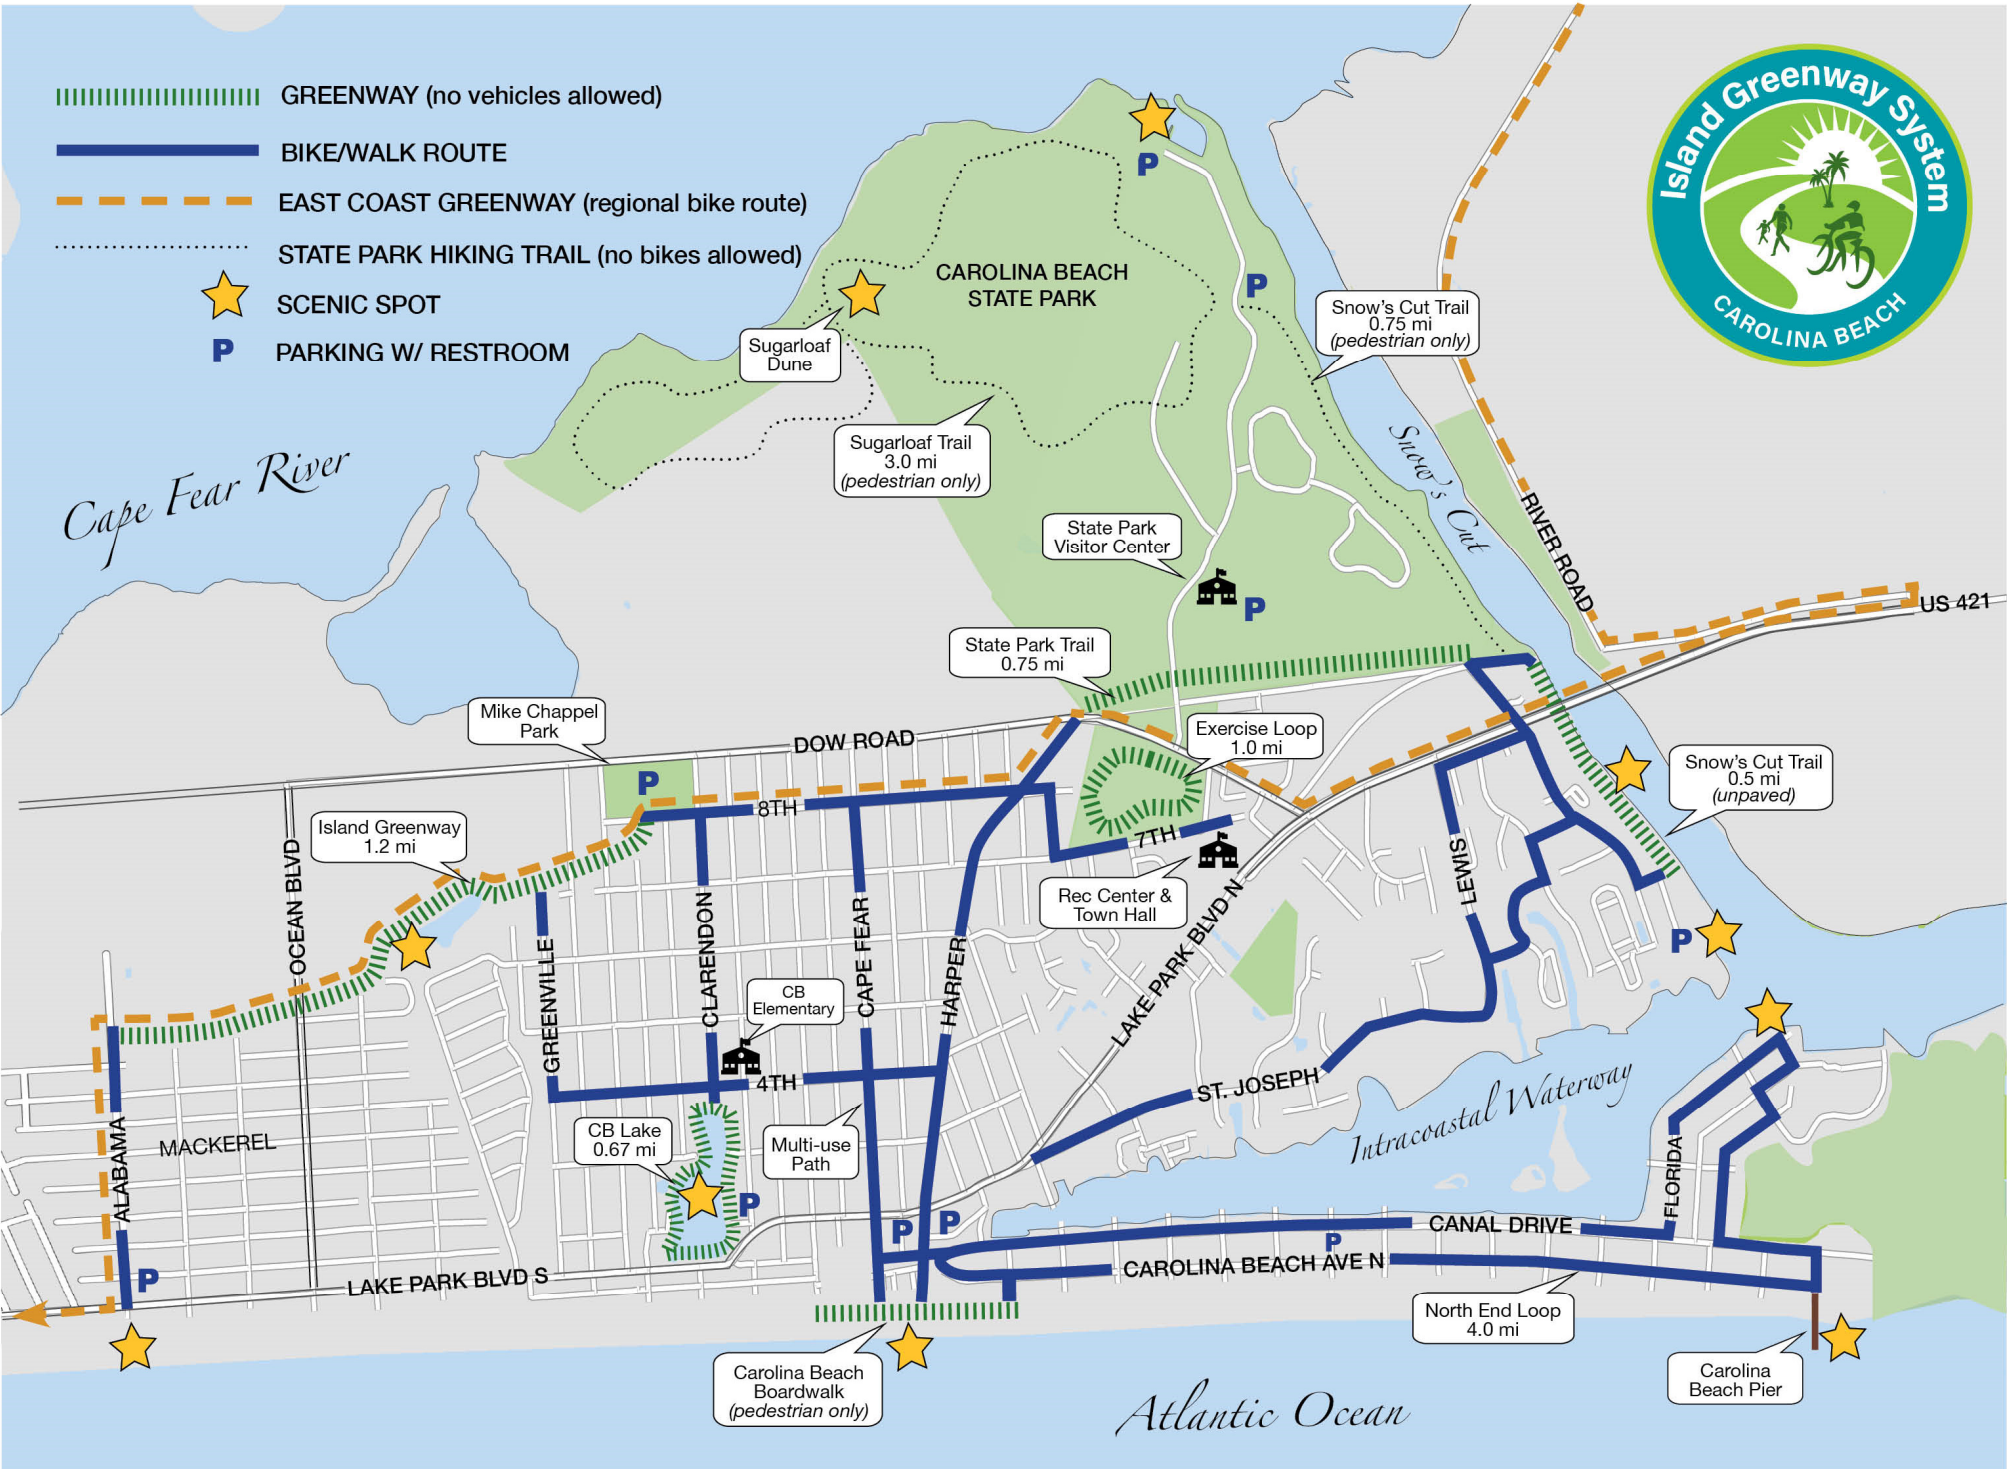 GREENWAY (no vehicles allowed)
BIKE/WALK ROUTE
EAST COAST GREENWAY (regional bike route)
STATE PARK HIKING TRAIL (no bikes allowed)
SCENIC SPOT
P PARKING W/ RESTROOM
Island Greenway System
CAROLINA BEACH
P
CAROLINA BEACH
STATE PARK
P
Snow's Cut Trail
0.75 mi
(pedestrian only)
Sugarloaf
Dune
Sugarloaf Trail
3.0 mi
(pedestrian only)
Cape Fear River
Snow's Cut
RIVER ROAD
US 421
State Park
Visitor Center
P
State Park Trail
0.75 mi
Mike Chappel
Park
DOW ROAD
Exercise Loop
1.0 mi
Snow's Cut Trail
0.5 mi
(unpaved)
P
8TH
7TH
Island Greenway
1.2 mi
OCEAN BLVD
Rec Center &
Town Hall
LEWIS
LAKE PARK BLVD N
P
GREENVILLE
CLARENDON
CAPE FEAR
HARPER
CB
Elementary
4TH
ST. JOSEPH
Intracoastal Waterway
ALABAMA
MACKEREL
CB Lake
0.67 mi
Multi-use
Path
FLORIDA
P
P
P
CANAL DRIVE
P
CAROLINA BEACH AVE N
P
LAKE PARK BLVD S
North End Loop
4.0 mi
Carolina Beach
Boardwalk
(pedestrian only)
Carolina
Beach Pier
Atlantic Ocean